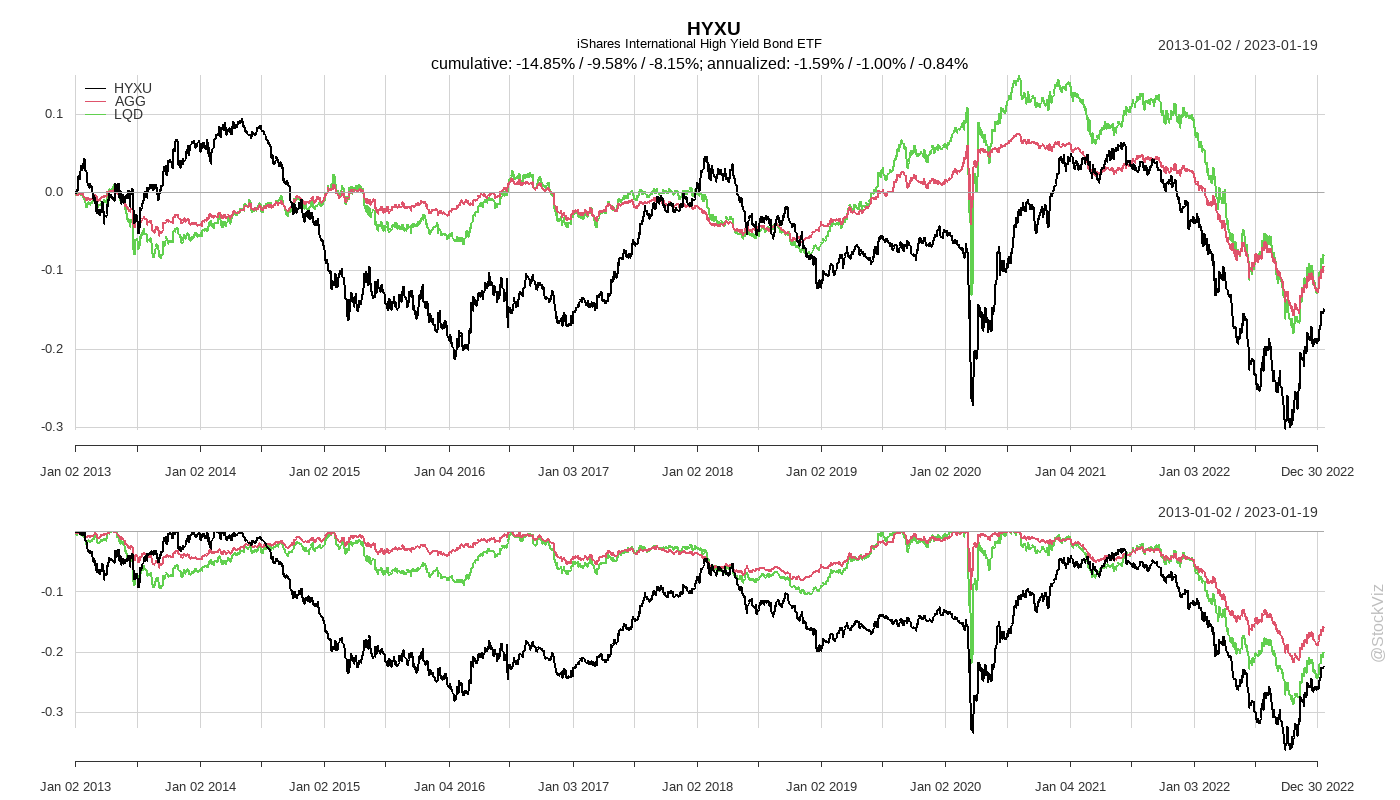 HYXU
iShares International High Yield Bond ETF
2013-01-02 / 2023-01-19
cumulative: -14.85% / -9.58% / -8.15%; annualized: -1.59% / -1.00% / -0.84%
HYXU
AGG
LQD
0.1
0.0
-0.1
-0.2
-0.3
Jan 02 2013 Jan 02 2014 Jan 02 2015 Jan 04 2016 Jan 03 2017 Jan 02 2018 Jan 02 2019 Jan 02 2020 Jan 04 2021 Jan 03 2022 Dec 30 2022
2013-01-02 / 2023-01-19
-0.1
-0.2
-0.3
Jan 02 2013 Jan 02 2014 Jan 02 2015 Jan 04 2016 Jan 03 2017 Jan 02 2018 Jan 02 2019 Jan 02 2020 Jan 04 2021 Jan 03 2022 Dec 30 2022
@StockViz